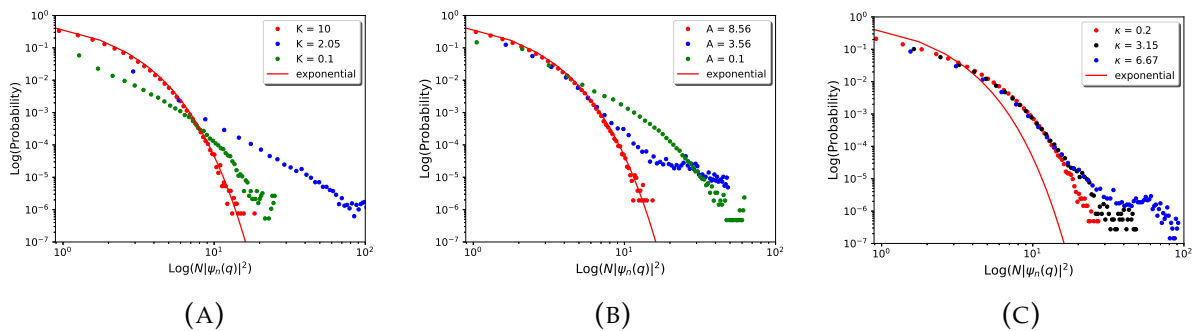 10⁰
10⁻¹
10⁻²
10⁻³
10⁻⁴
10⁻⁵
10⁻⁶
10⁻⁷
Log(Probability)
K = 10
K = 2.05
K = 0.1
exponential
10⁰ 10¹ 10²
Log(N|ψₙ(q)|²)
(A)
10⁰
10⁻¹
10⁻²
10⁻³
10⁻⁴
10⁻⁵
10⁻⁶
10⁻⁷
Log(Probability)
A = 8.56
A = 3.56
A = 0.1
exponential
10⁰ 10¹ 10²
Log(N|ψₙ(q)|²)
(B)
10⁰
10⁻¹
10⁻²
10⁻³
10⁻⁴
10⁻⁵
10⁻⁶
10⁻⁷
Log(Probability)
κ = 0.2
κ = 3.15
κ = 6.67
exponential
10⁰ 10¹ 10²
Log(N|ψₙ(q)|²)
(C)